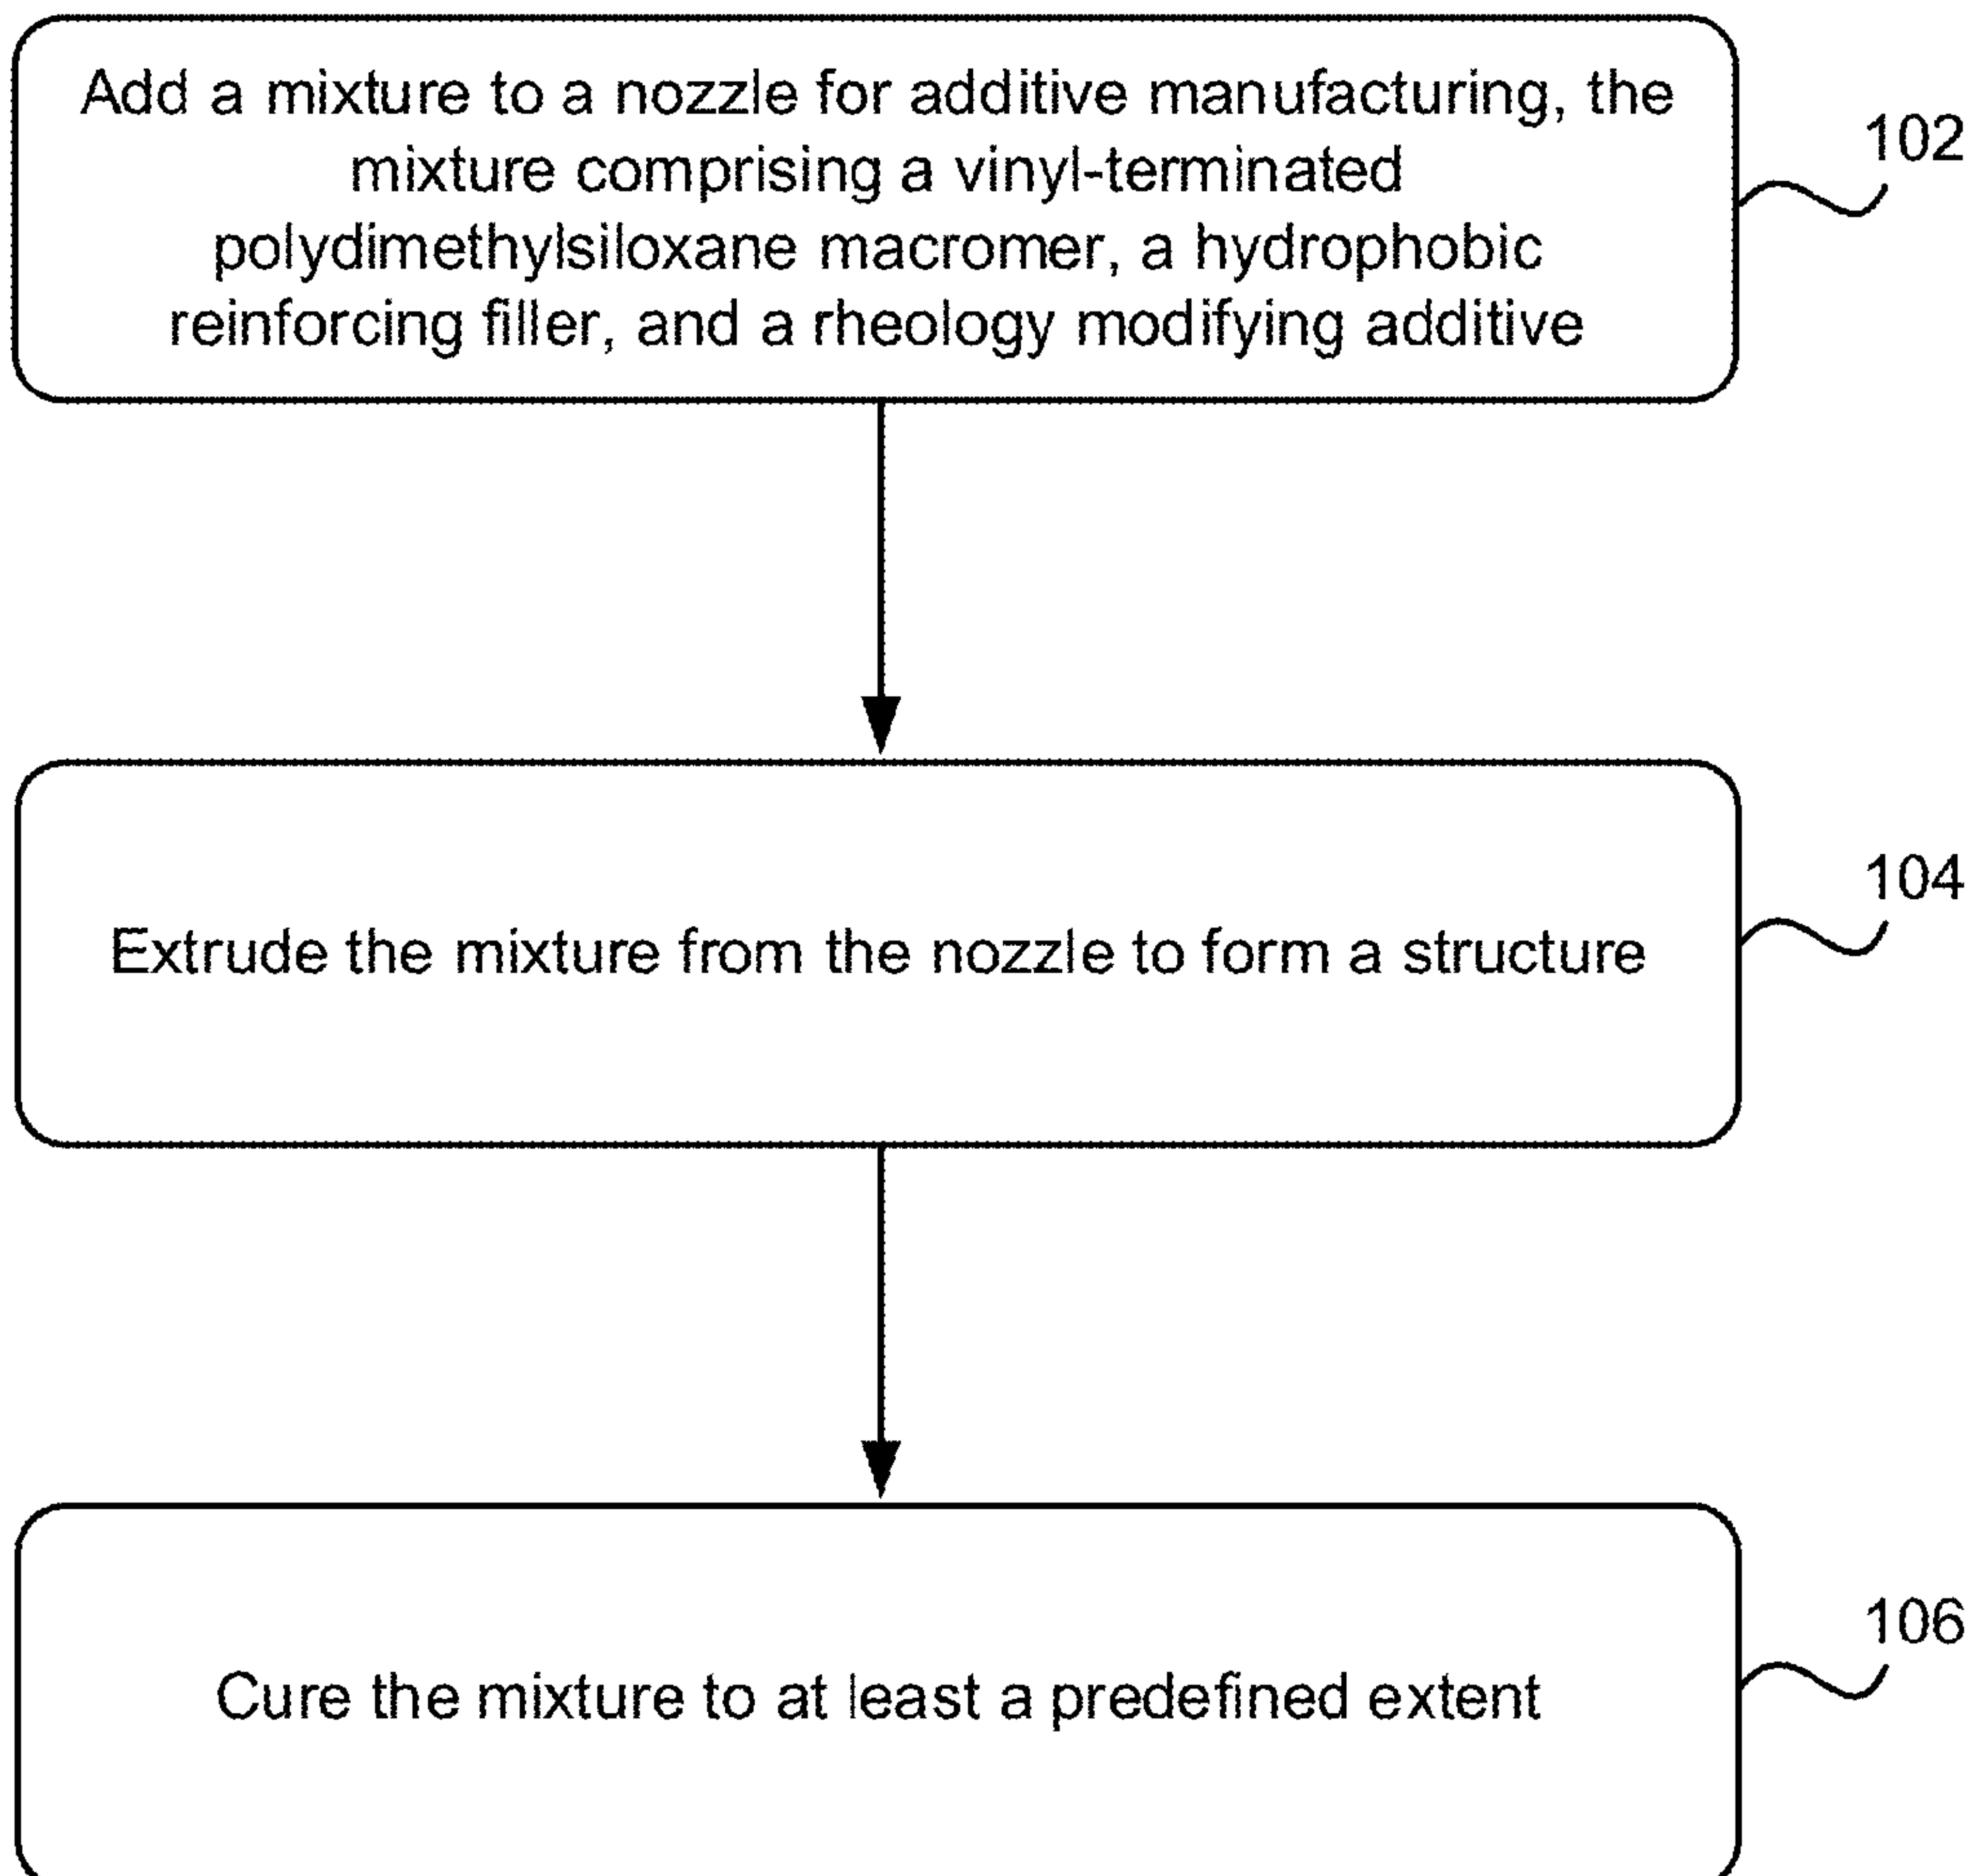 Add a mixture to a nozzle for additive manufacturing, the
mixture comprising a vinyl-terminated
polydimethylsiloxane macromer, a hydrophobic
reinforcing filler, and a rheology modifying additive
102
Extrude the mixture from the nozzle to form a structure
104
Cure the mixture to at least a predefined extent
106